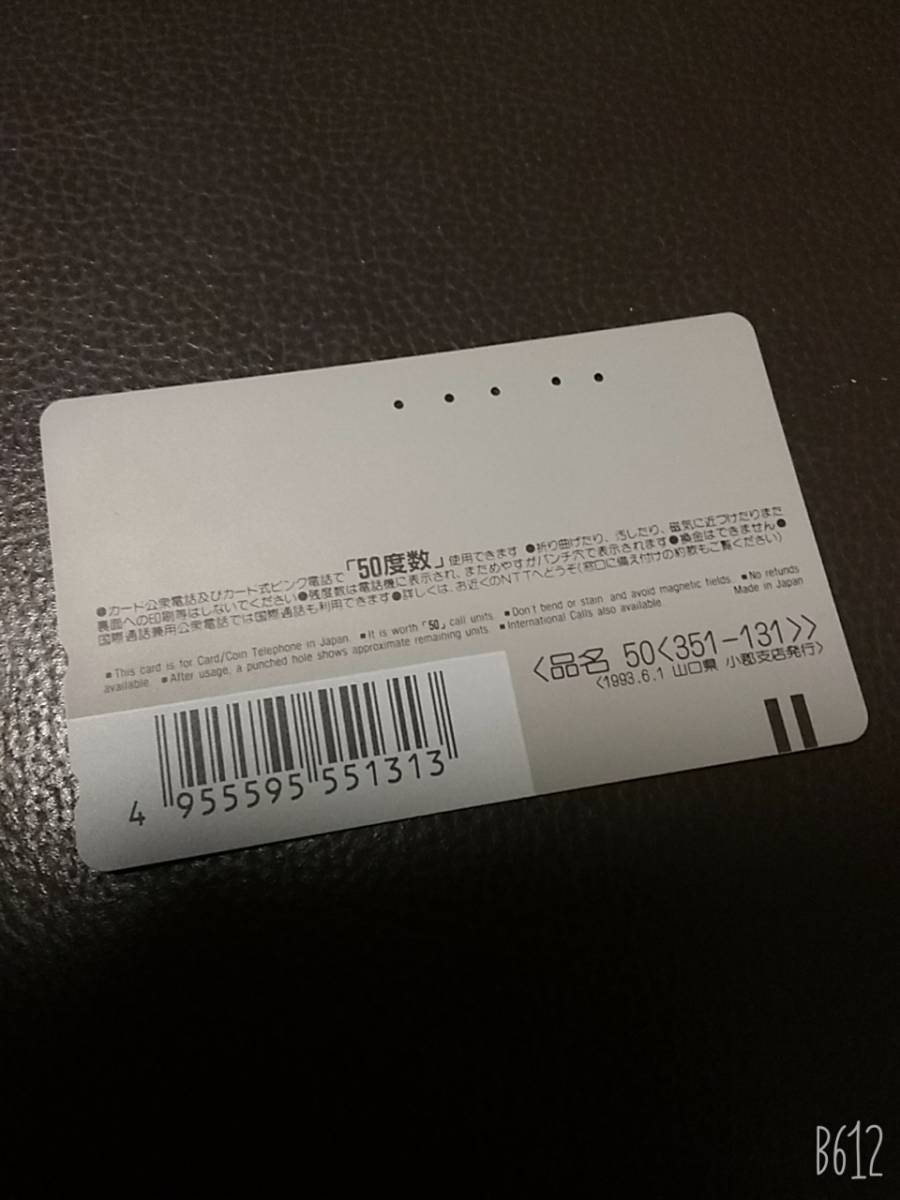 ●カード公衆電話及びカード式ピンク電話で「50度数」使用できます ●折り曲げたり、汚したり、磁気に近づけたりまた
裏面への印刷等はしないでください●残度数は電話機に表示され、まためやすがパンチ穴で表示されます●換金はできません●
国際通話兼用公衆電話では国際通話も利用できます●詳しくは、お近くのNTTへどうぞ(窓口に備え付けの約款もご覧ください)
■This card is for Card/Coin Telephone in Japan. ■It is worth「50」call units ■Don't bend or stain and avoid magnetic fields. ■No refunds
available. ■After usage, a punched hole shows approximate remaining units. ■International Calls also available. Made in Japan
〈品名 50〈351-131〉〉
〈1993.6.1 山口県 小郡支店発行〉
4 955595 551313
B612